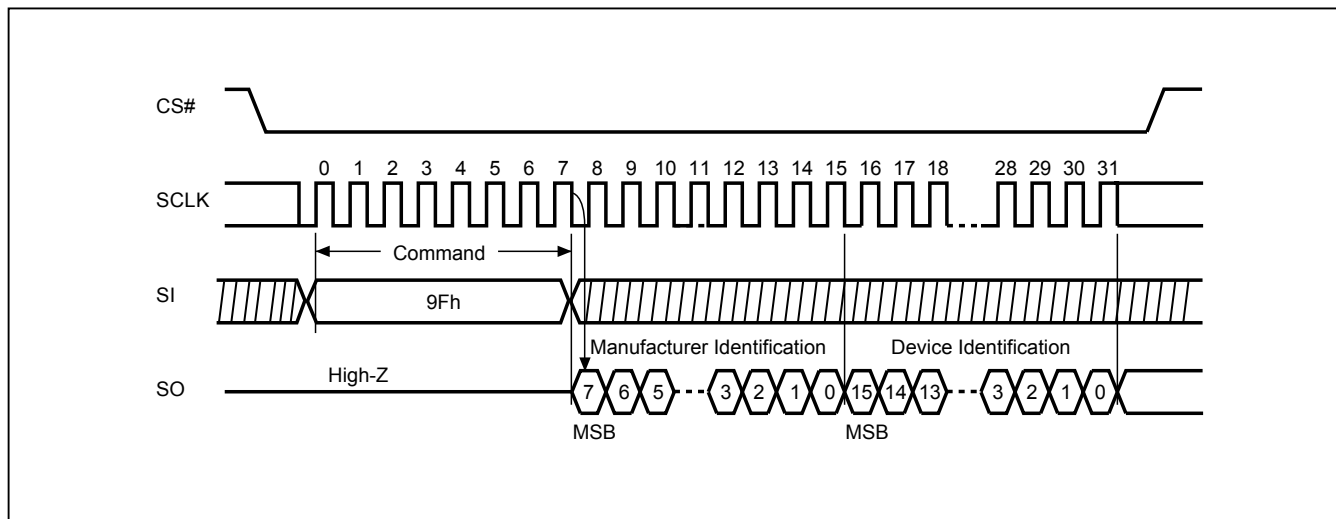 CS#
0 1 2 3 4 5 6 7 8 9 10 11 12 13 14 15 16 17 18 28 29 30 31
SCLK
Command
SI
9Fh
Manufacturer Identification Device Identification
High-Z
SO
7 6 5 3 2 1 0 15 14 13 3 2 1 0
MSB MSB